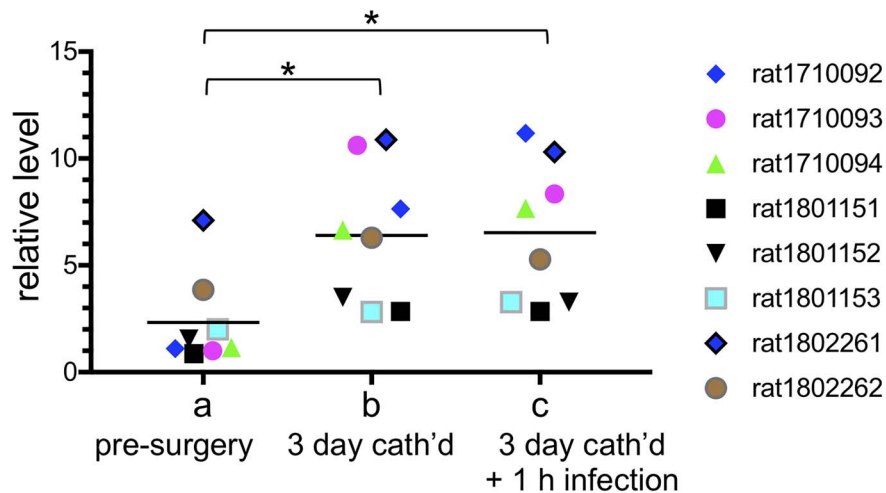 *
*
15
10
5
0
relative level
a
b
c
pre-surgery
3 day cath'd
3 day cath'd
+ 1 h infection
rat1710092
rat1710093
rat1710094
rat1801151
rat1801152
rat1801153
rat1802261
rat1802262